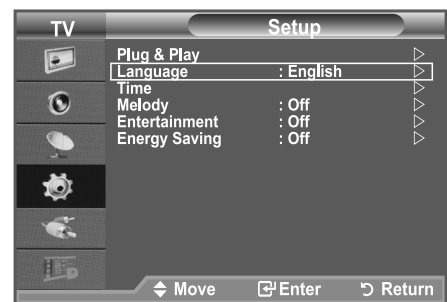 TV Setup
Plug & Play
Language : English
Time
Melody : Off
Entertainment : Off
Energy Saving : Off
Move Enter Return